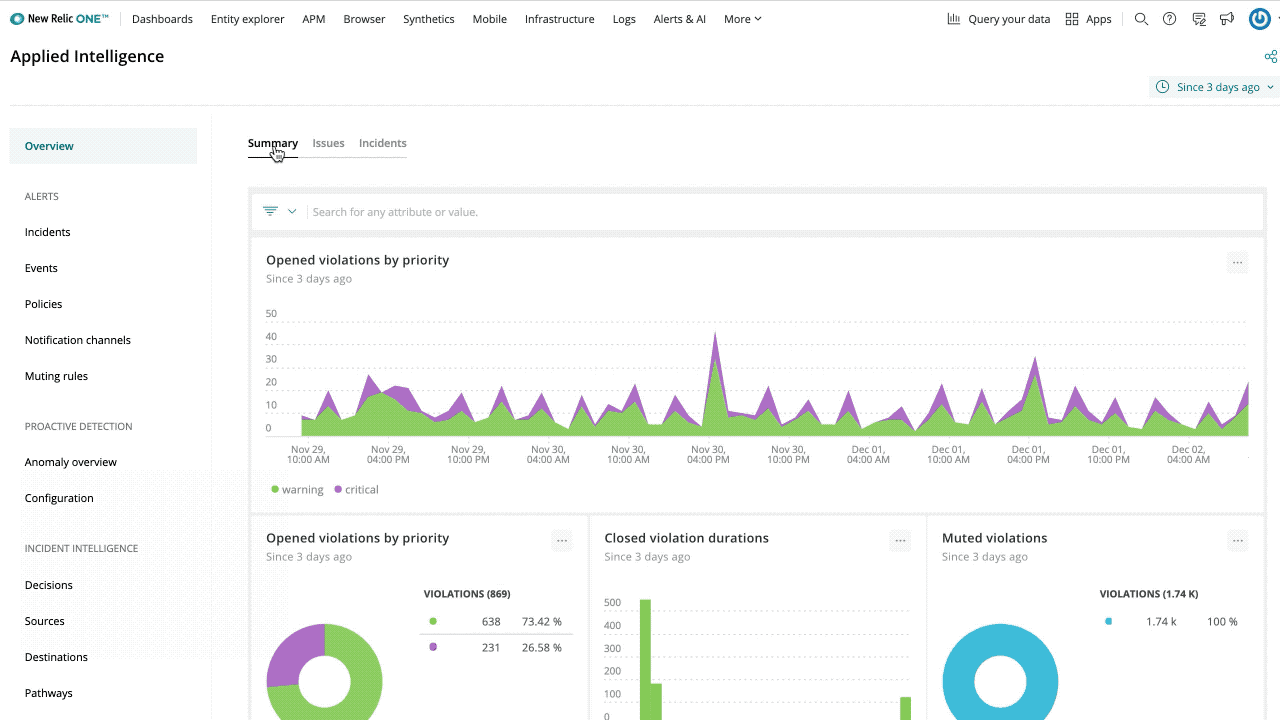 New Relic ONE™ Dashboards Entity explorer APM Browser Synthetics Mobile Infrastructure Logs Alerts & AI More Query your data Apps
Applied Intelligence
Since 3 days ago
Overview
ALERTS
Incidents
Events
Policies
Notification channels
Muting rules
PROACTIVE DETECTION
Anomaly overview
Configuration
INCIDENT INTELLIGENCE
Decisions
Sources
Destinations
Pathways
Summary Issues Incidents
Search for any attribute or value.
Opened violations by priority
Since 3 days ago
...
50
40
30
20
10
0
Nov 29, 10:00 AM
Nov 29, 04:00 PM
Nov 29, 10:00 PM
Nov 30, 04:00 AM
Nov 30, 10:00 AM
Nov 30, 04:00 PM
Nov 30, 10:00 PM
Dec 01, 04:00 AM
Dec 01, 10:00 AM
Dec 01, 04:00 PM
Dec 01, 10:00 PM
Dec 02, 04:00 AM
warning critical
Opened violations by priority
Since 3 days ago
...
VIOLATIONS (869)
638 73.42 %
231 26.58 %
Closed violation durations
Since 3 days ago
...
500
400
300
200
100
0
Muted violations
Since 3 days ago
...
VIOLATIONS (1.74 K)
1.74 k 100 %